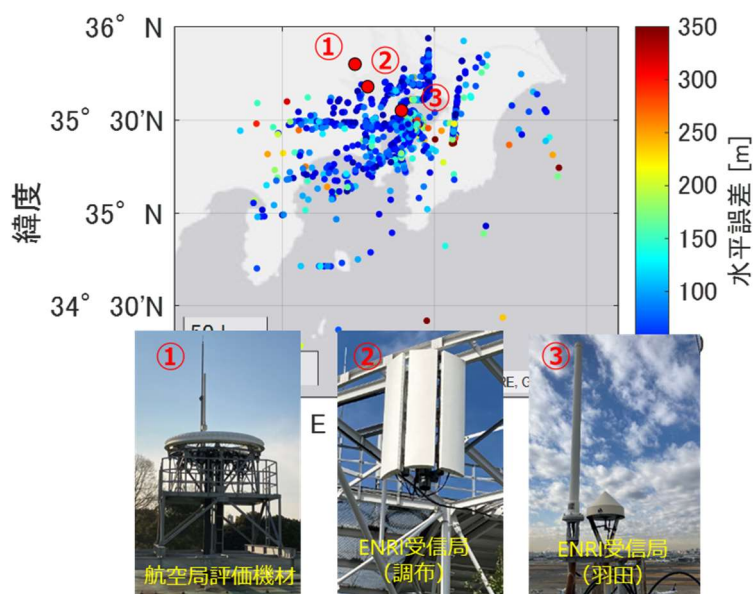 36° N
350
①
②
③
300
35° 30'N
250
緯度
水平誤差 [m]
200
35° N
150
34° 30'N
100
E
①
②
③
航空局評価機材
ENRI受信局
(調布)
ENRI受信局
(羽田)